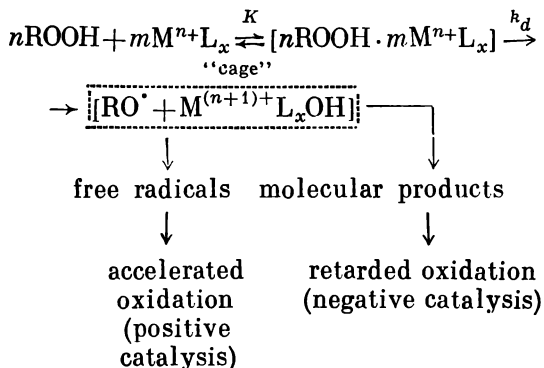 nROOH + mMⁿ⁺Lₓ ⇌ [nROOH · mMⁿ⁺Lₓ] →
K
k_d
"cage"
→ [RO˙ + M⁽ⁿ⁺¹⁾⁺LₓOH]
free radicals molecular products
accelerated retarded oxidation
oxidation (negative catalysis)
(positive
catalysis)